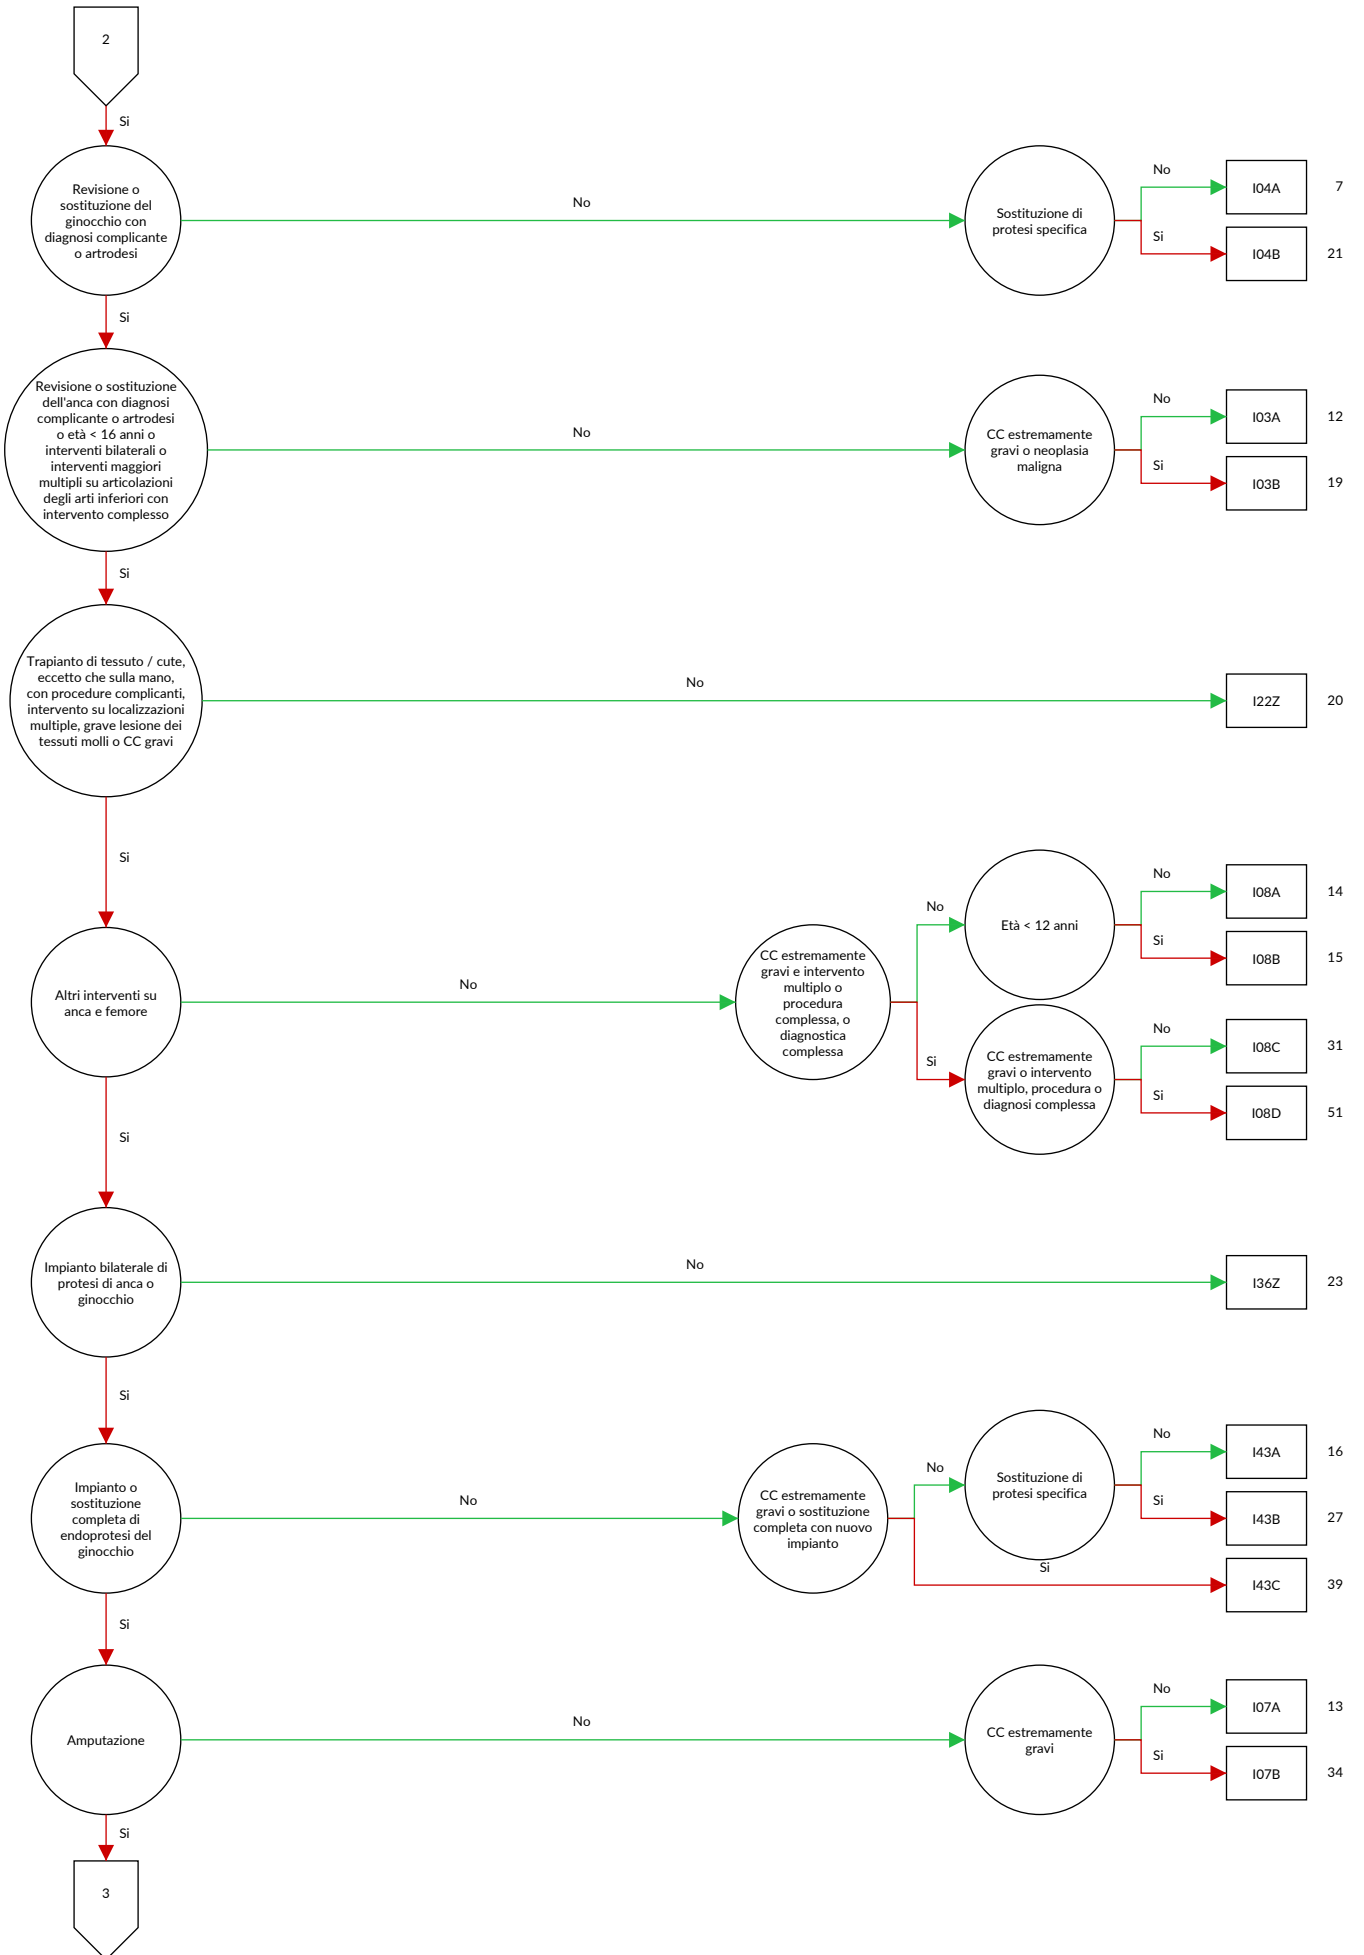 2
Si
Revisione o
sostituzione del
ginocchio con
diagnosi complicante
o artrodesi
No
Sostituzione di
protesi specifica
No
I04A
7
Si
I04B
21
Si
Revisione o sostituzione
dell'anca con diagnosi
complicante o artrodesi
o età < 16 anni o
interventi bilaterali o
interventi maggiori
multipli su articolazioni
degli arti inferiori con
intervento complesso
No
CC estremamente
gravi o neoplasia
maligna
No
I03A
12
Si
I03B
19
Si
Trapianto di tessuto / cute,
eccetto che sulla mano,
con procedure complicanti,
intervento su localizzazioni
multiple, grave lesione dei
tessuti molli o CC gravi
No
I22Z
20
Si
Altri interventi su
anca e femore
No
CC estremamente
gravi e intervento
multiplo o
procedura
complessa, o
diagnostica
complessa
No
Età < 12 anni
No
I08A
14
Si
I08B
15
Si
CC estremamente
gravi o intervento
multiplo, procedura o
diagnosi complessa
No
I08C
31
Si
I08D
51
Si
Impianto bilaterale di
protesi di anca o
ginocchio
No
I36Z
23
Si
Impianto o
sostituzione
completa di
endoprotesi del
ginocchio
No
CC estremamente
gravi o sostituzione
completa con nuovo
impianto
No
Sostituzione di
protesi specifica
No
I43A
16
Si
I43B
27
Si
I43C
39
Si
Amputazione
No
CC estremamente
gravi
No
I07A
13
Si
I07B
34
Si
3